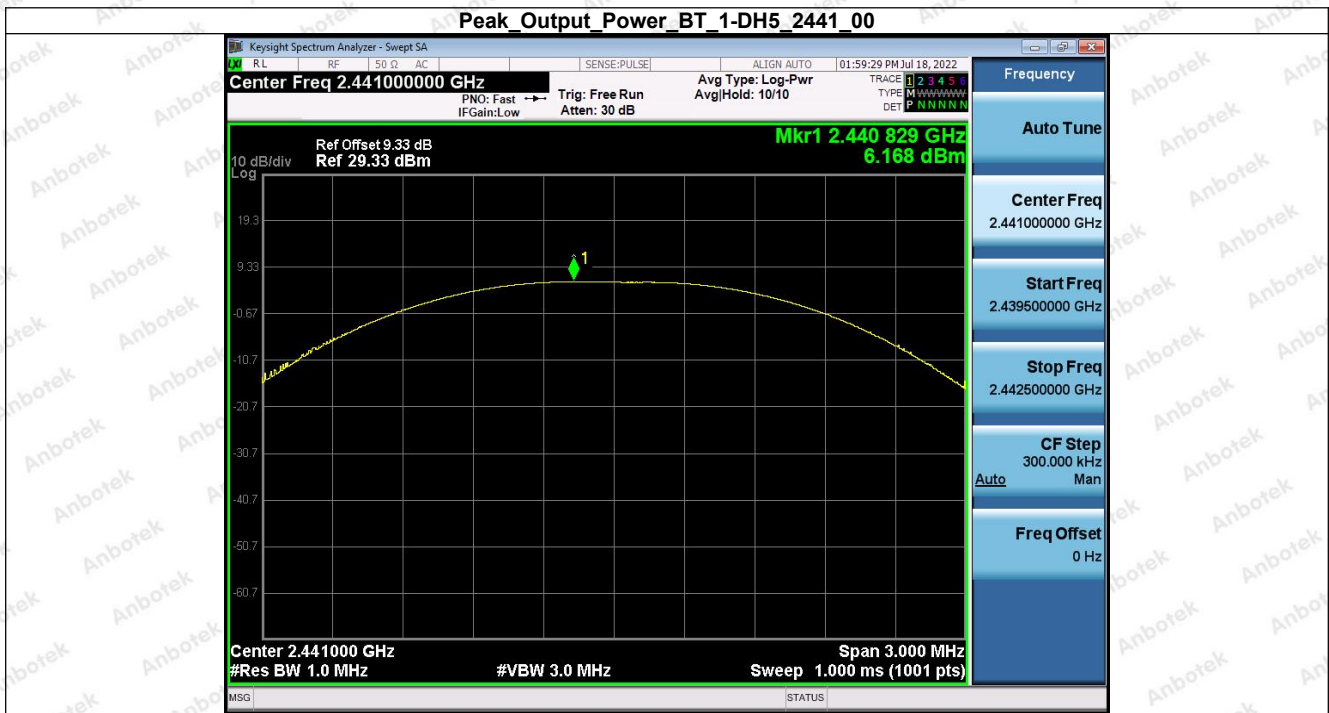 Peak_Output_Power_BT_1-DH5_2441_00
Keysight Spectrum Analyzer - Swept SA
LXI RL RF 50 Ω AC SENSE:PULSE ALIGN AUTO 01:59:29 PM Jul 18, 2022
Center Freq 2.441000000 GHz
PNO: Fast
IFGain:Low
Trig: Free Run
Atten: 30 dB
Avg Type: Log-Pwr
Avg|Hold: 10/10
TRACE 1 2 3 4 5 6
TYPE M WWWWW
DET P N N N N N
Mkr1 2.440 829 GHz
6.168 dBm
Ref Offset 9.33 dB
Ref 29.33 dBm
10 dB/div
Log
19.3
9.33
-0.67
-10.7
-20.7
-30.7
-40.7
-50.7
-60.7
1
Center 2.441000 GHz
Span 3.000 MHz
#Res BW 1.0 MHz
#VBW 3.0 MHz
Sweep 1.000 ms (1001 pts)
MSG
STATUS
Frequency
Auto Tune
Center Freq
2.441000000 GHz
Start Freq
2.439500000 GHz
Stop Freq
2.442500000 GHz
CF Step
300.000 kHz
Auto Man
Freq Offset
0 Hz
Anbotek